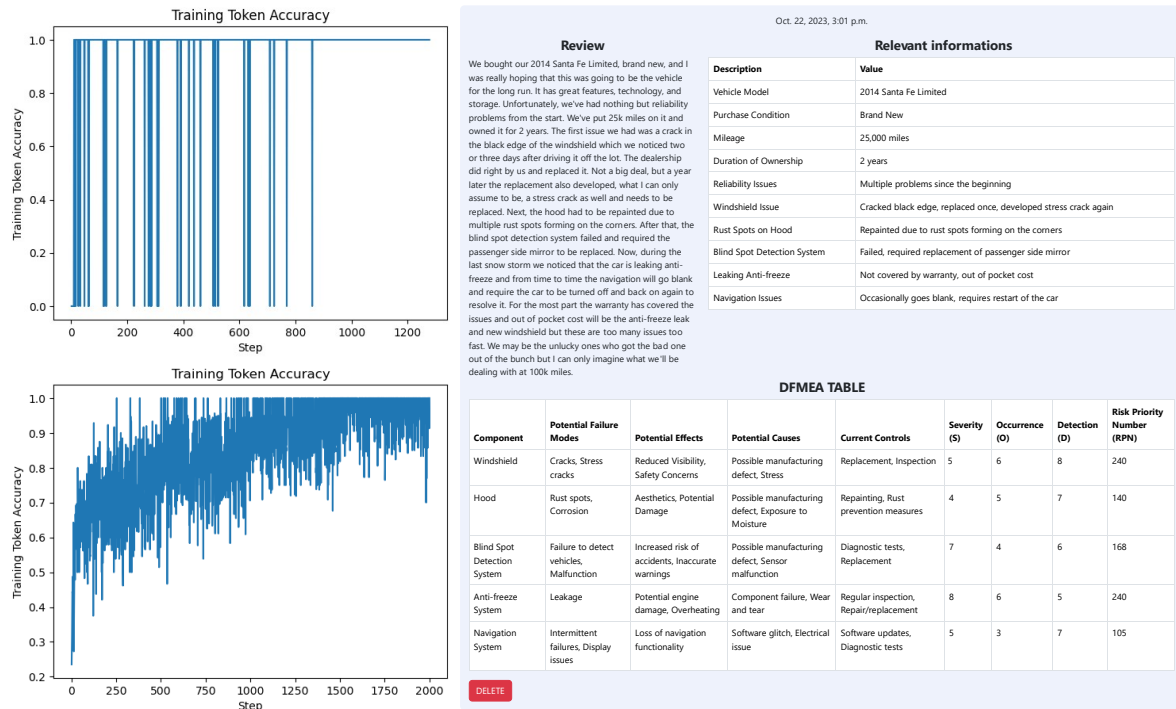 Training Token Accuracy
Training Token Accuracy
1.0
0.8
0.6
0.4
0.2
0.0
0 200 400 600 800 1000 1200
Step
Training Token Accuracy
Training Token Accuracy
1.0
0.9
0.8
0.7
0.6
0.5
0.4
0.3
0.2
0 250 500 750 1000 1250 1500 1750 2000
Step
Oct. 22, 2023, 3:01 p.m.
Review
We bought our 2014 Santa Fe Limited, brand new, and I
was really hoping that this was going to be the vehicle
for the long run. It has great features, technology, and
storage. Unfortunately, we've had nothing but reliability
problems from the start. We've put 25k miles on it and
owned it for 2 years. The first issue we had was a crack in
the black edge of the windshield which we noticed two
or three days after driving it off the lot. The dealership
did right by us and replaced it. Not a big deal, but a year
later the replacement also developed, what I can only
assume to be, a stress crack as well and needs to be
replaced. Next, the hood had to be repainted due to
multiple rust spots forming on the corners. After that, the
blind spot detection system failed and required the
passenger side mirror to be replaced. Now, during the
last snow storm we noticed that the car is leaking anti-
freeze and from time to time the navigation will go blank
and require the car to be turned off and back on again to
resolve it. For the most part the warranty has covered the
issues and out of pocket cost will be the anti-freeze leak
and new windshield but these are too many issues too
fast. We may be the unlucky ones who got the bad one
out of the bunch but I can only imagine what we'll be
dealing with at 100k miles.
Relevant informations
Description Value
Vehicle Model 2014 Santa Fe Limited
Purchase Condition Brand New
Mileage 25,000 miles
Duration of Ownership 2 years
Reliability Issues Multiple problems since the beginning
Windshield Issue Cracked black edge, replaced once, developed stress crack again
Rust Spots on Hood Repainted due to rust spots forming on the corners
Blind Spot Detection System Failed, required replacement of passenger side mirror
Leaking Anti-freeze Not covered by warranty, out of pocket cost
Navigation Issues Occasionally goes blank, requires restart of the car
DFMEA TABLE
Risk Priority
Potential Failure Severity Occurrence Detection Number
Component Modes Potential Effects Potential Causes Current Controls (S) (O) (D) (RPN)
Windshield Cracks, Stress Reduced Visibility, Possible manufacturing Replacement, Inspection 5 6 8 240
cracks Safety Concerns defect, Stress
Hood Rust spots, Aesthetics, Potential Possible manufacturing Repainting, Rust 4 5 7 140
Corrosion Damage defect, Exposure to prevention measures
Moisture
Blind Spot Failure to detect Increased risk of Possible manufacturing Diagnostic tests, 7 4 6 168
Detection vehicles, accidents, Inaccurate defect, Sensor Replacement
System Malfunction warnings malfunction
Anti-freeze Leakage Potential engine Component failure, Wear Regular inspection, 8 6 5 240
System damage, Overheating and tear Repair/replacement
Navigation Intermittent Loss of navigation Software glitch, Electrical Software updates, 5 3 7 105
System failures, Display functionality issue Diagnostic tests
issues
DELETE